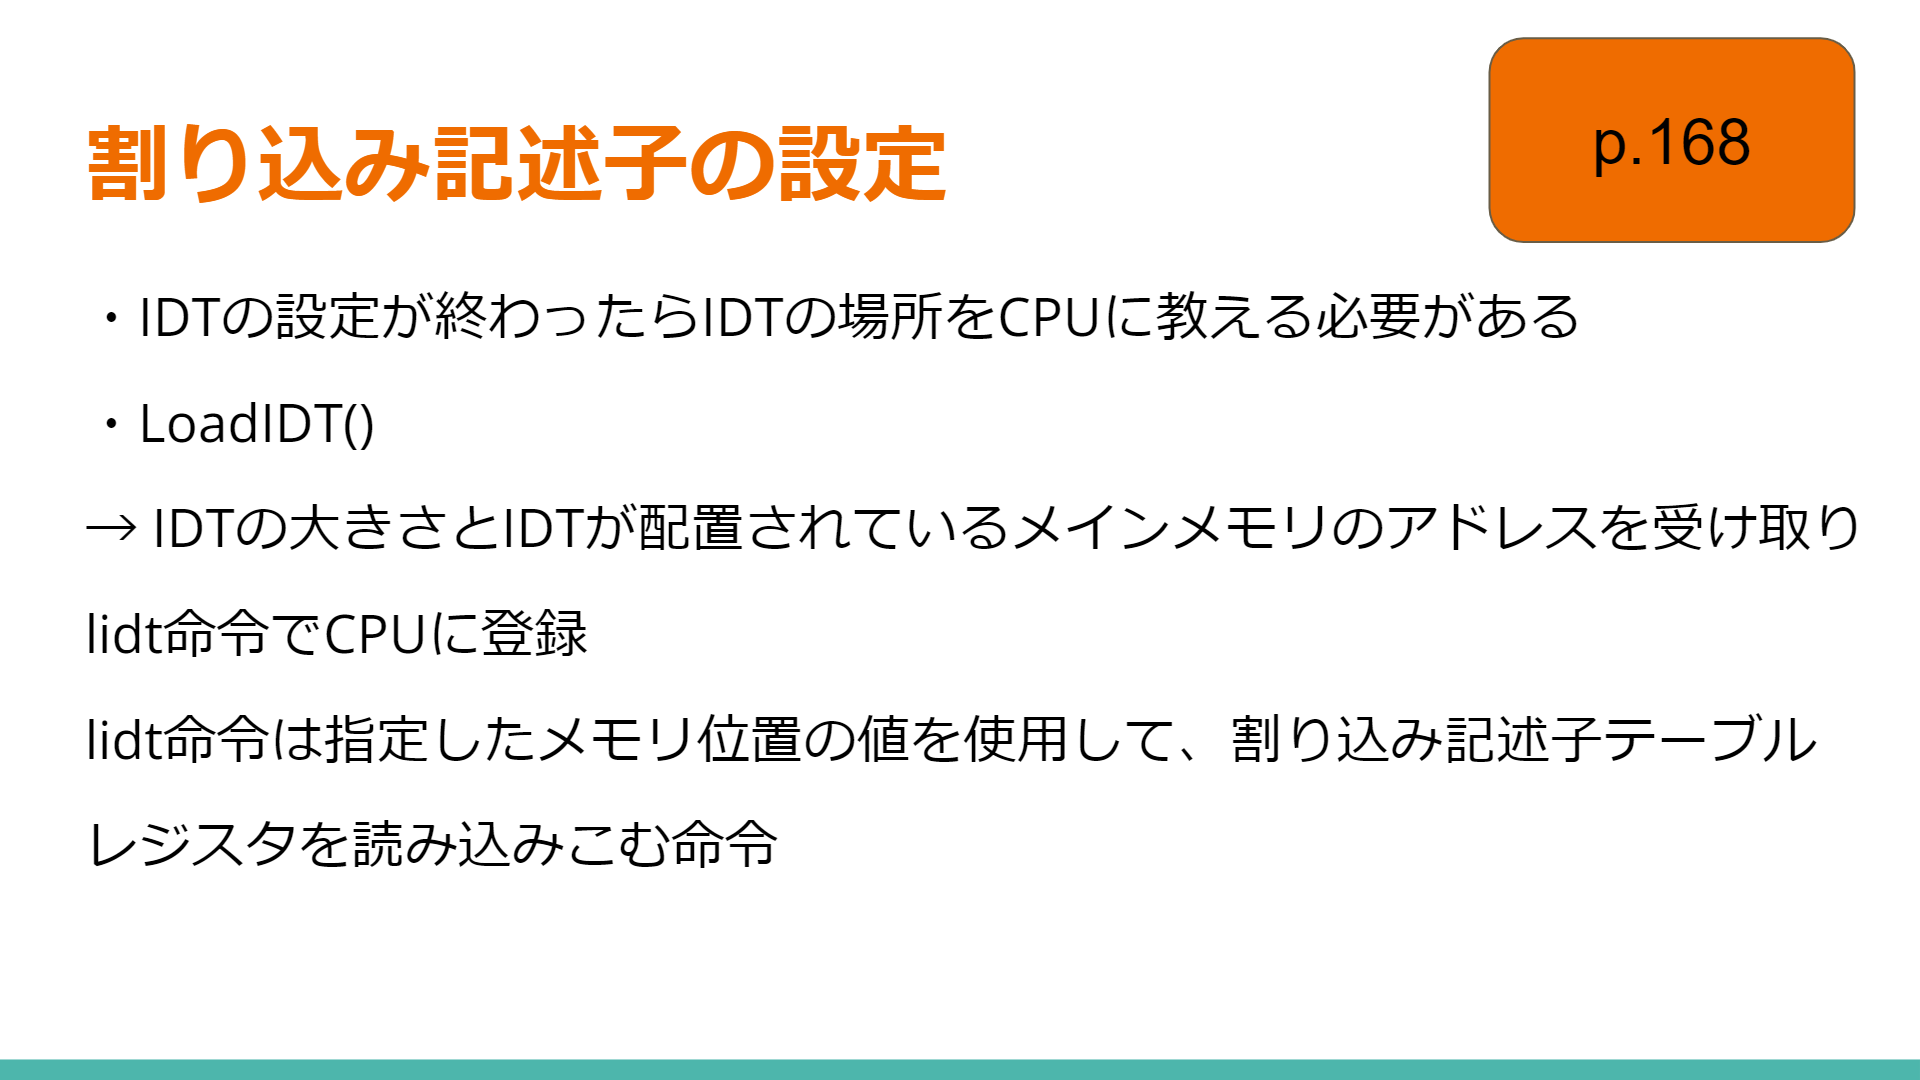 割り込み記述子の設定
p.168
・IDTの設定が終わったらIDTの場所をCPUに教える必要がある
・LoadIDT()
→ IDTの大きさとIDTが配置されているメインメモリのアドレスを受け取り
lidt命令でCPUに登録
lidt命令は指定したメモリ位置の値を使用して、割り込み記述子テーブル
レジスタを読み込みこむ命令